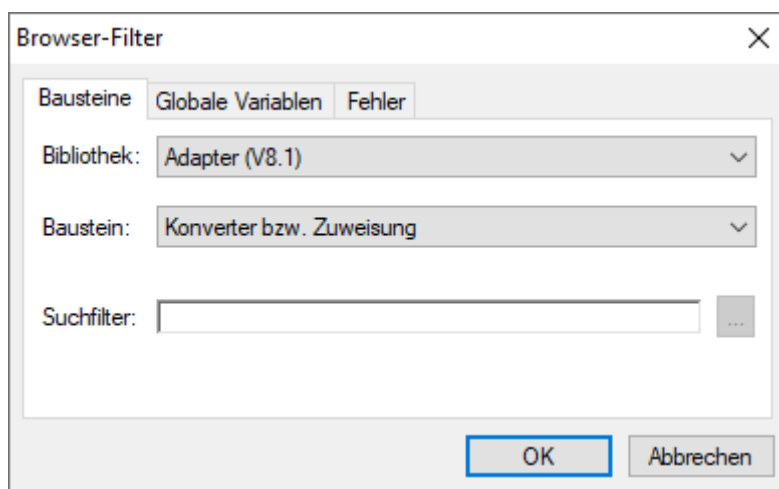 Browser-Filter
Bausteine Globale Variablen Fehler
Bibliothek: Adapter (V8.1)
Baustein: Konverter bzw. Zuweisung
Suchfilter: ...
OK Abbrechen